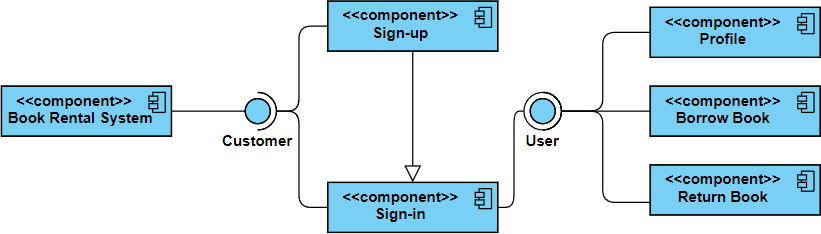 <<component>>
Sign-up
<<component>>
Profile
<<component>>
Book Rental System
Customer
User
<<component>>
Borrow Book
<<component>>
Sign-in
<<component>>
Return Book